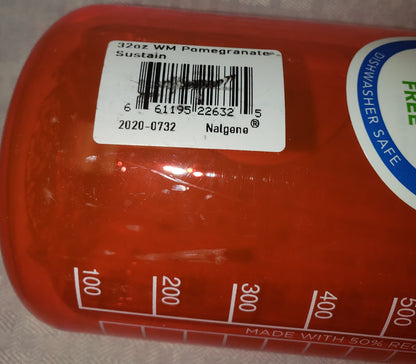 32oz WM Pomegranate
Sustain
6 61195 22632 5
2020-0732 Nalgene®
FREE
DISHWASHER SAFE
100
200
300
400
500
MADE WITH 50%